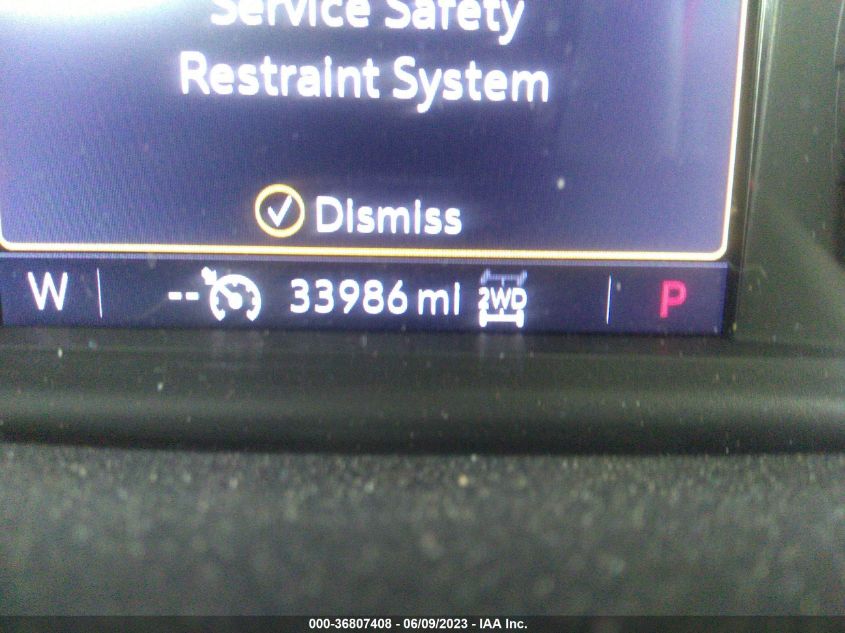 Service Safety
Restraint System
Dismiss
W -- 33986 mi 2WD P
000-36807408 - 06/09/2023 - IAA Inc.